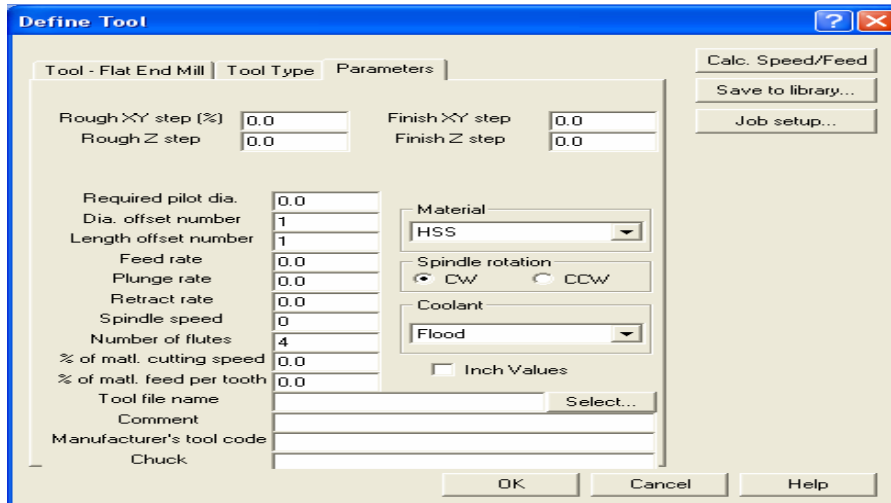 Define Tool
Calc. Speed/Feed
Save to library...
Job setup...
Tool - Flat End Mill Tool Type Parameters
Rough XY step (%) 0.0 Finish XY step 0.0
Rough Z step 0.0 Finish Z step 0.0
Required pilot dia. 0.0
Dia. offset number 1
Length offset number 1
Feed rate 0.0
Plunge rate 0.0
Retract rate 0.0
Spindle speed 0
Number of flutes 4
% of matl. cutting speed 0.0
% of matl. feed per tooth 0.0
Material
HSS
Spindle rotation
CW CCW
Coolant
Flood
Inch Values
Tool file name Select...
Comment
Manufacturer's tool code
Chuck
OK Cancel Help